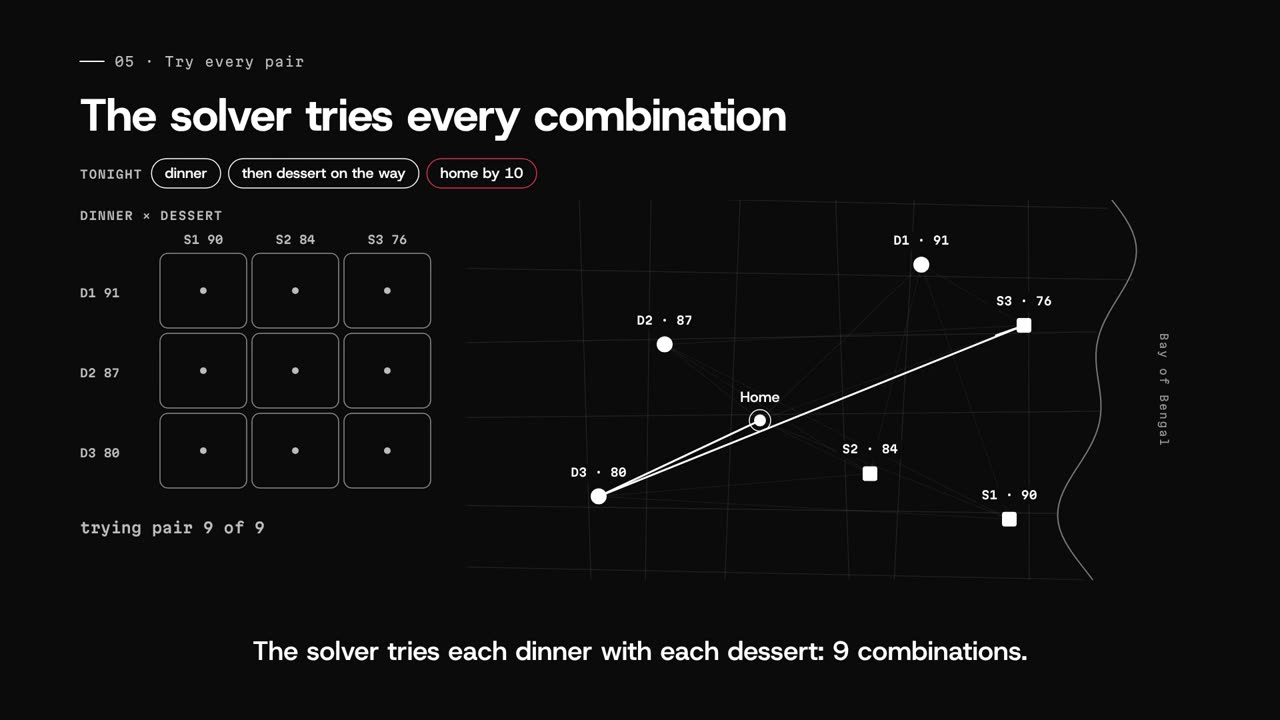 05 · Try every pair
The solver tries every combination
TONIGHT dinner then dessert on the way home by 10
DINNER × DESSERT
S1 90 S2 84 S3 76
D1 91
D2 87
D3 80
trying pair 9 of 9
D1 · 91
S3 · 76
D2 · 87
Home
S2 · 84
D3 · 80
S1 · 90
Bay of Bengal
The solver tries each dinner with each dessert: 9 combinations.